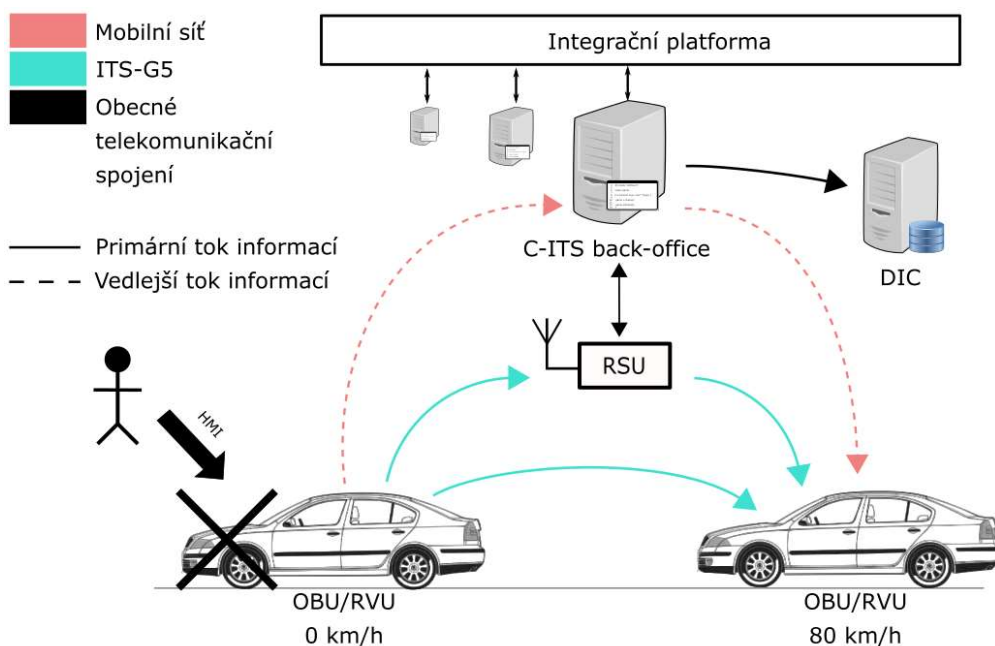 Mobilní síť
ITS-G5
Obecné
telekomunikační
spojení
Primární tok informací
Vedlejší tok informací
Integrační platforma
C-ITS back-office
DIC
RSU
HMI
OBU/RVU
0 km/h
OBU/RVU
80 km/h